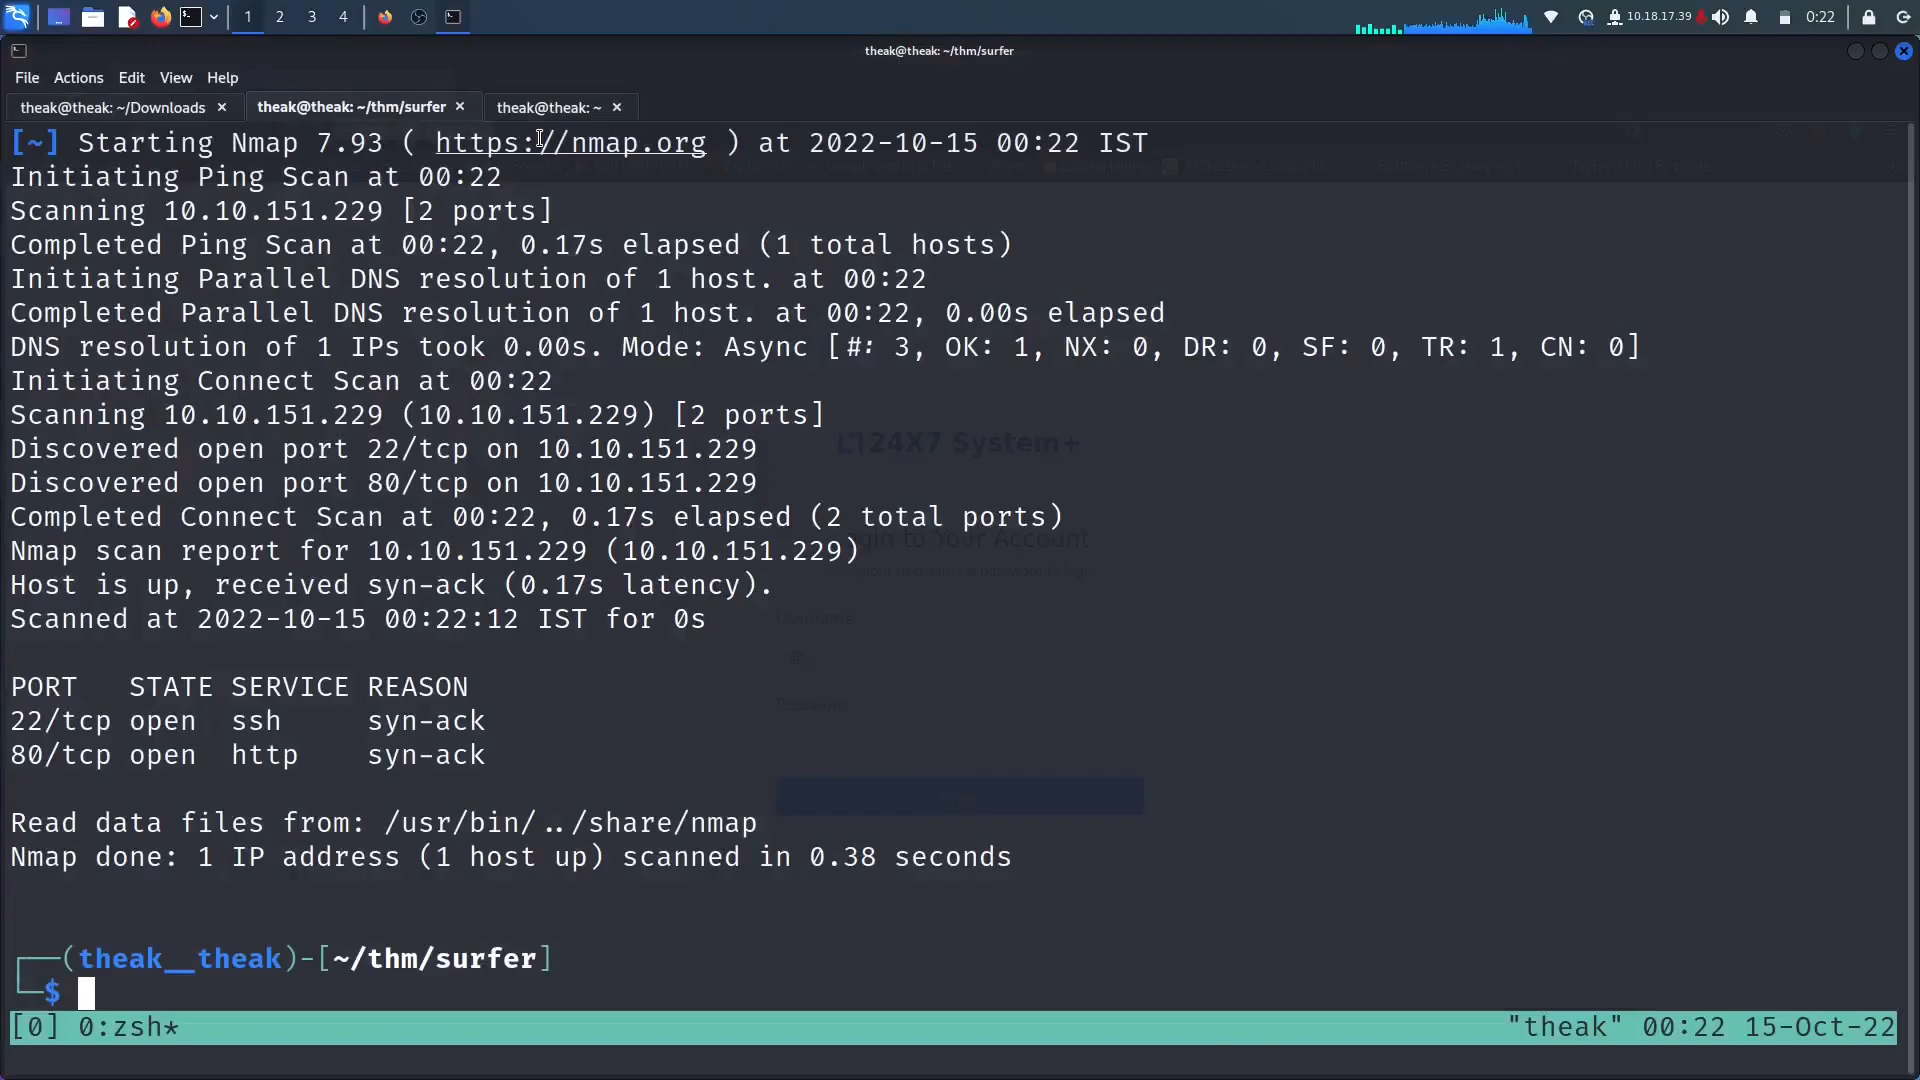 1 2 3 4
10.18.17.39
0:22
theak@theak: ~/thm/surfer
File Actions Edit View Help
theak@theak: ~/Downloads ×
theak@theak: ~/thm/surfer ×
theak@theak: ~ ×
[~] Starting Nmap 7.93 ( https://nmap.org ) at 2022-10-15 00:22 IST
Initiating Ping Scan at 00:22
Scanning 10.10.151.229 [2 ports]
Completed Ping Scan at 00:22, 0.17s elapsed (1 total hosts)
Initiating Parallel DNS resolution of 1 host. at 00:22
Completed Parallel DNS resolution of 1 host. at 00:22, 0.00s elapsed
DNS resolution of 1 IPs took 0.00s. Mode: Async [#: 3, OK: 1, NX: 0, DR: 0, SF: 0, TR: 1, CN: 0]
Initiating Connect Scan at 00:22
Scanning 10.10.151.229 (10.10.151.229) [2 ports]
24X7 System+
Discovered open port 22/tcp on 10.10.151.229
Discovered open port 80/tcp on 10.10.151.229
Completed Connect Scan at 00:22, 0.17s elapsed (2 total ports)
to Your Account
Nmap scan report for 10.10.151.229 (10.10.151.229)
Host is up, received syn-ack (0.17s latency).
Scanned at 2022-10-15 00:22:12 IST for 0s
Username
PORT STATE SERVICE REASON
Password
22/tcp open ssh syn-ack
80/tcp open http syn-ack
Read data files from: /usr/bin/../share/nmap
Nmap done: 1 IP address (1 host up) scanned in 0.38 seconds
┌──(theak__theak)-[~/thm/surfer]
└─$
[0] 0:zsh* "theak" 00:22 15-Oct-22